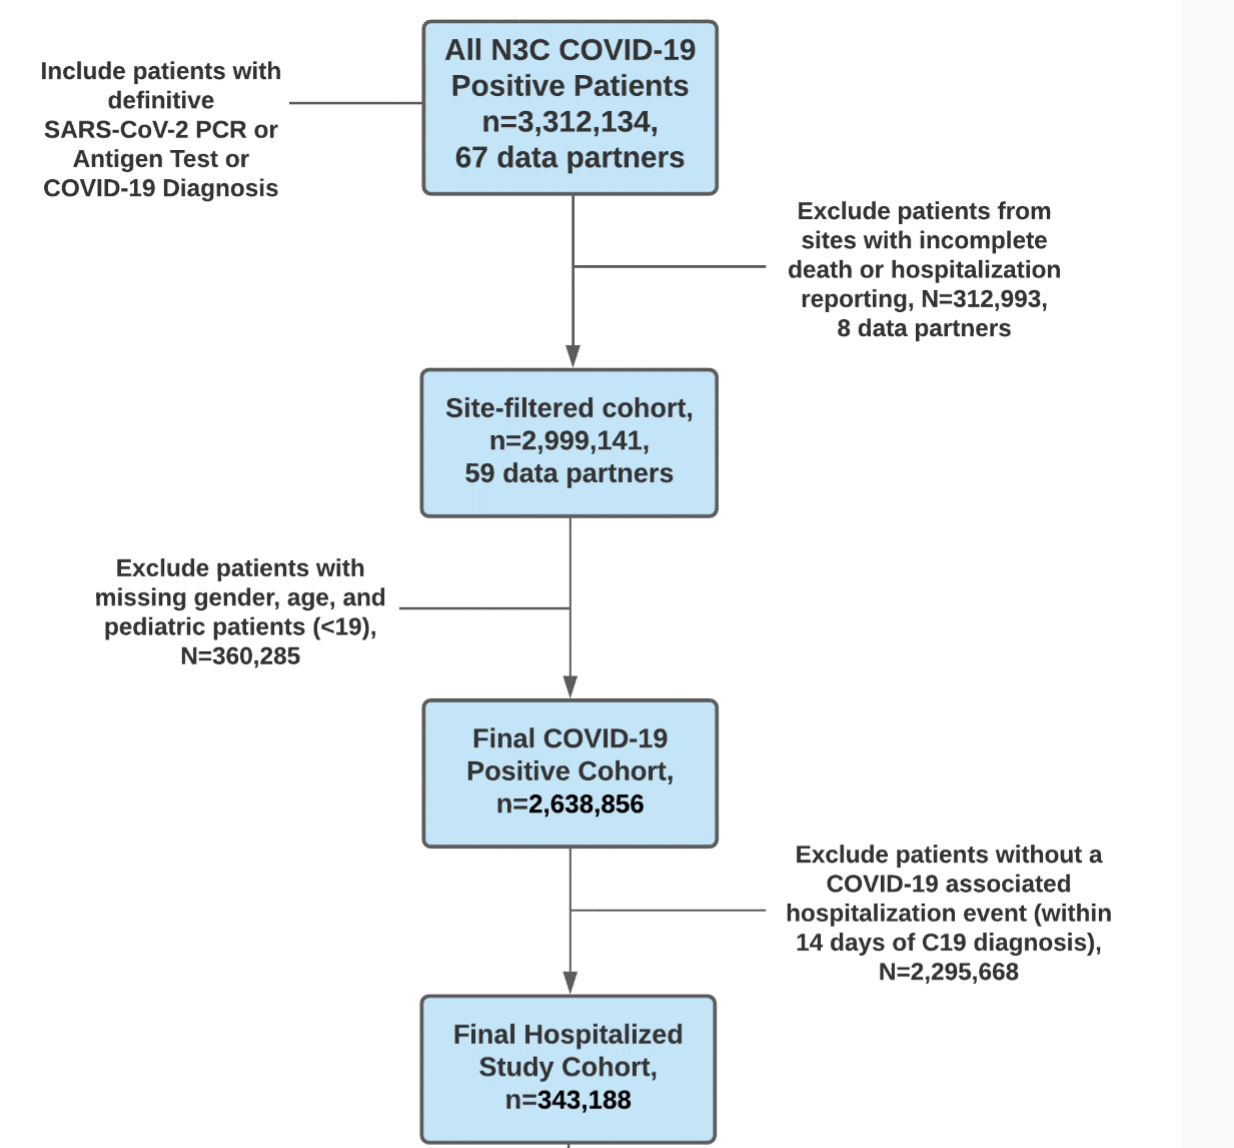 All N3C COVID-19
Positive Patients
n=3,312,134,
67 data partners
Include patients with
definitive
SARS-CoV-2 PCR or
Antigen Test or
COVID-19 Diagnosis
Exclude patients from
sites with incomplete
death or hospitalization
reporting, N=312,993,
8 data partners
Site-filtered cohort,
n=2,999,141,
59 data partners
Exclude patients with
missing gender, age, and
pediatric patients (<19),
N=360,285
Final COVID-19
Positive Cohort,
n=2,638,856
Exclude patients without a
COVID-19 associated
hospitalization event (within
14 days of C19 diagnosis),
N=2,295,668
Final Hospitalized
Study Cohort,
n=343,188